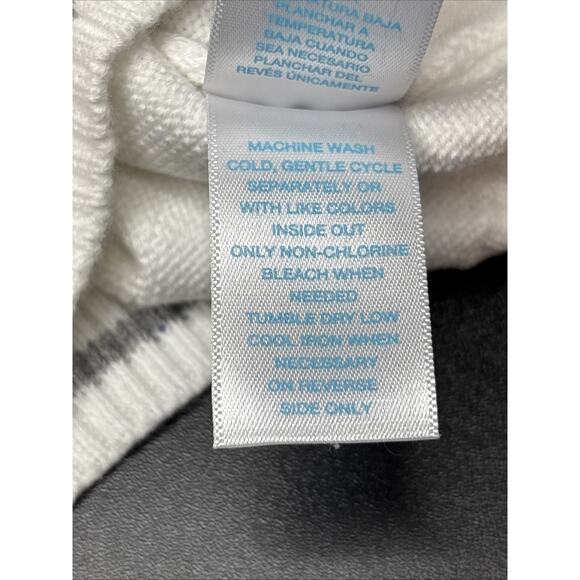 TEMPERATURA BAJA
PLANCHAR A
TEMPERATURA
BAJA CUANDO
SEA NECESARIO
PLANCHAR DEL
REVÉS ÚNICAMENTE
MACHINE WASH
COLD, GENTLE CYCLE
SEPARATELY OR
WITH LIKE COLORS
INSIDE OUT
ONLY NON-CHLORINE
BLEACH WHEN
NEEDED
TUMBLE DRY LOW
COOL IRON WHEN
NECESSARY
ON REVERSE
SIDE ONLY